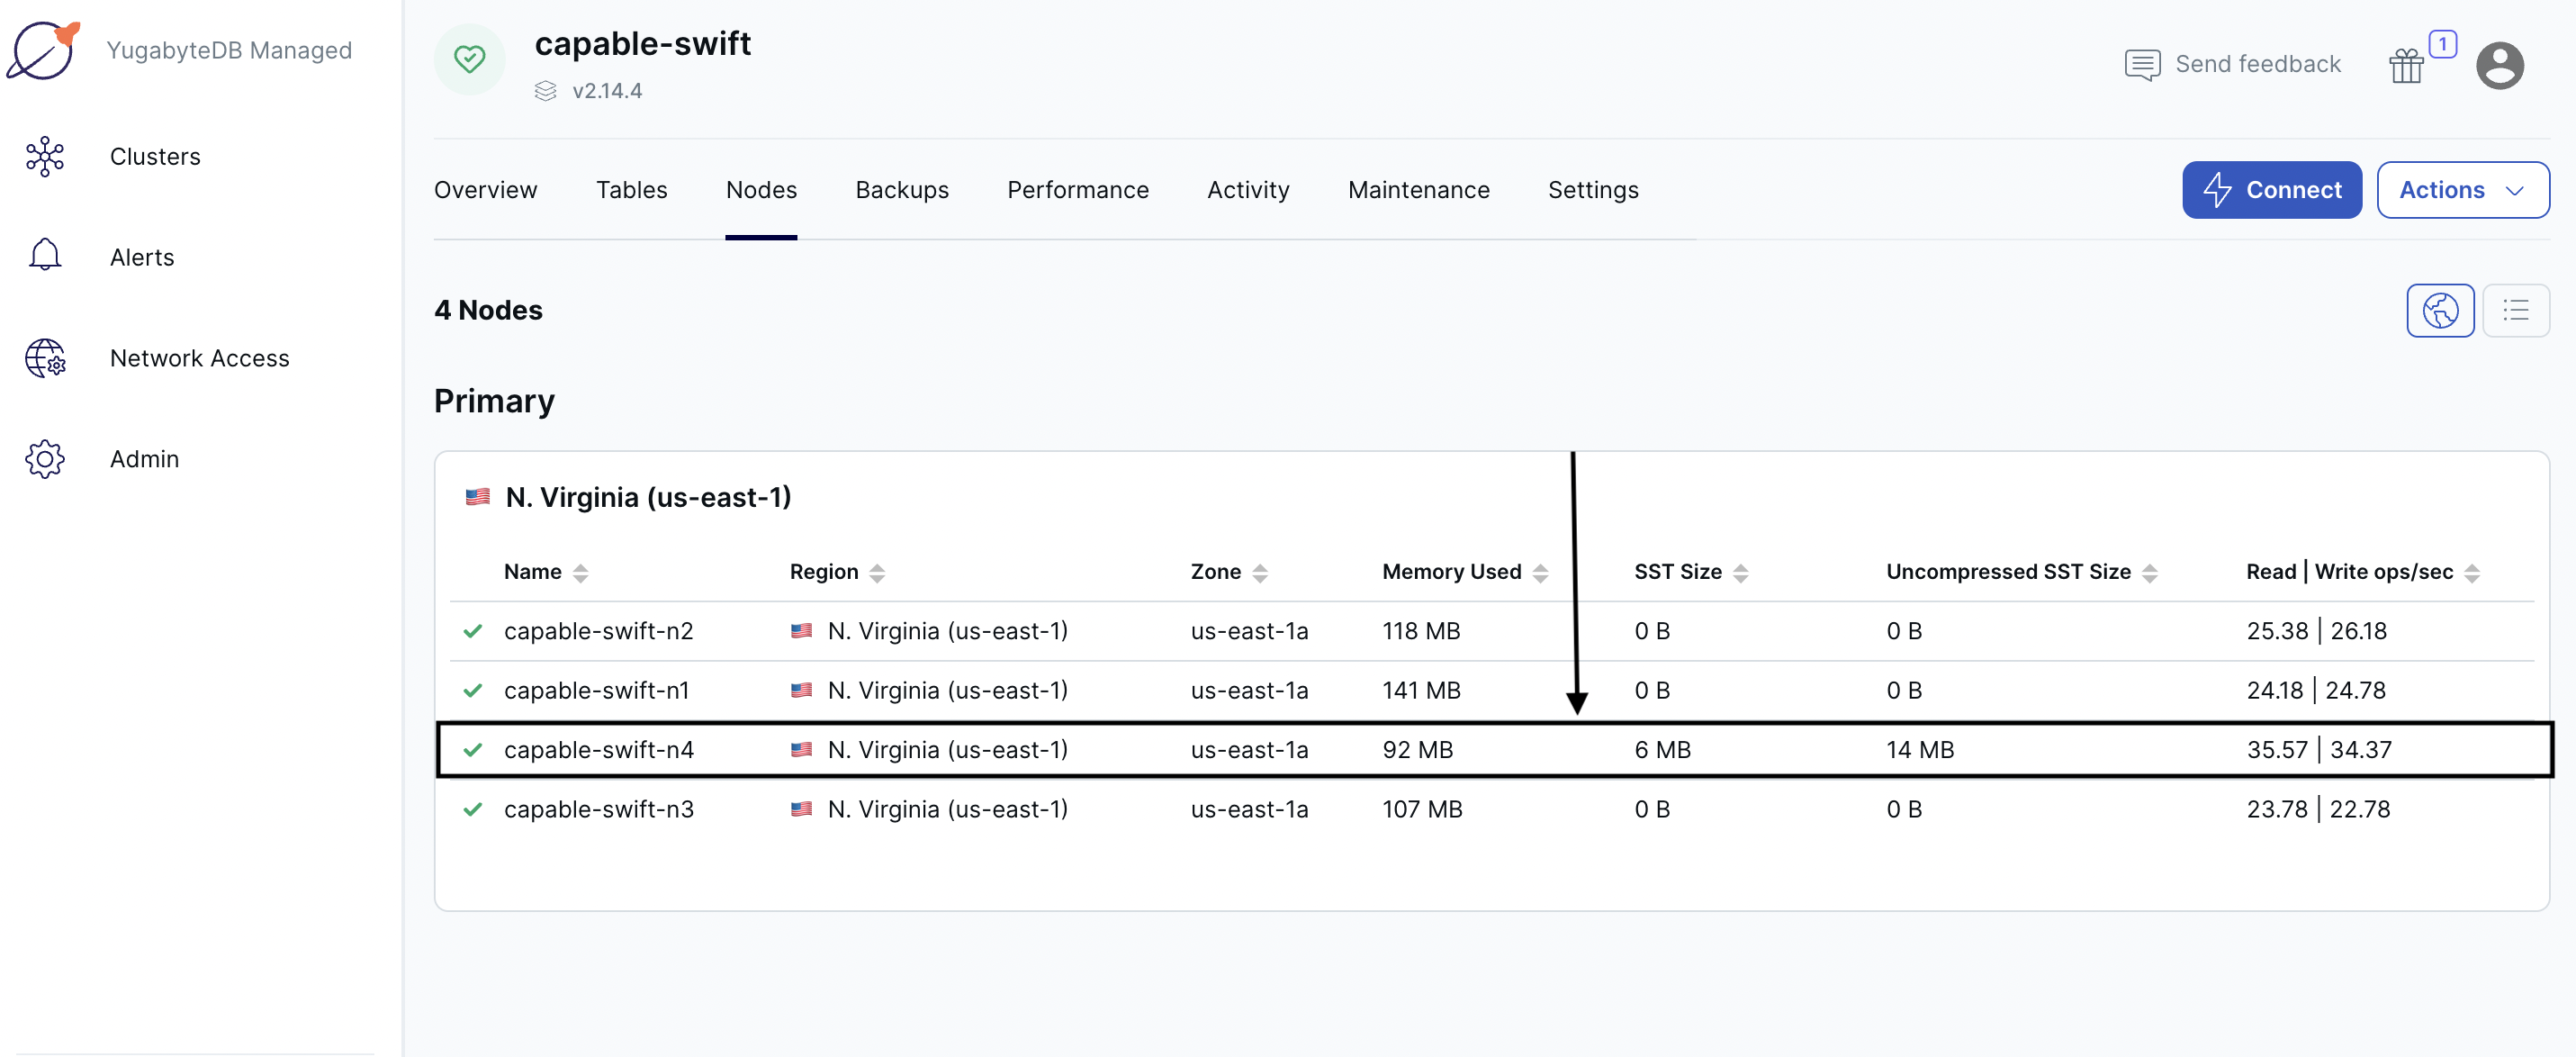 YugabyteDB Managed
Clusters
Alerts
Network Access
Admin
capable-swift
v2.14.4
Send feedback
1
Overview Tables Nodes Backups Performance Activity Maintenance Settings
Connect
Actions
4 Nodes
Primary
N. Virginia (us-east-1)
Name Region Zone Memory Used SST Size Uncompressed SST Size Read | Write ops/sec
capable-swift-n2 N. Virginia (us-east-1) us-east-1a 118 MB 0 B 0 B 25.38 | 26.18
capable-swift-n1 N. Virginia (us-east-1) us-east-1a 141 MB 0 B 0 B 24.18 | 24.78
capable-swift-n4 N. Virginia (us-east-1) us-east-1a 92 MB 6 MB 14 MB 35.57 | 34.37
capable-swift-n3 N. Virginia (us-east-1) us-east-1a 107 MB 0 B 0 B 23.78 | 22.78